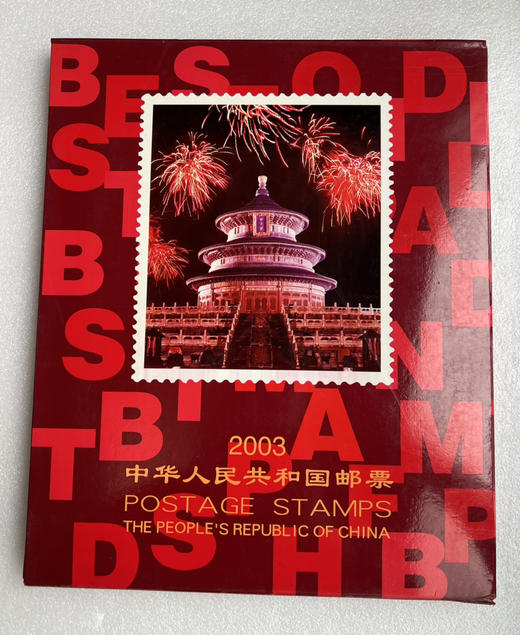 2003
中华人民共和国邮票
POSTAGE STAMPS
THE PEOPLE'S REPUBLIC OF CHINA